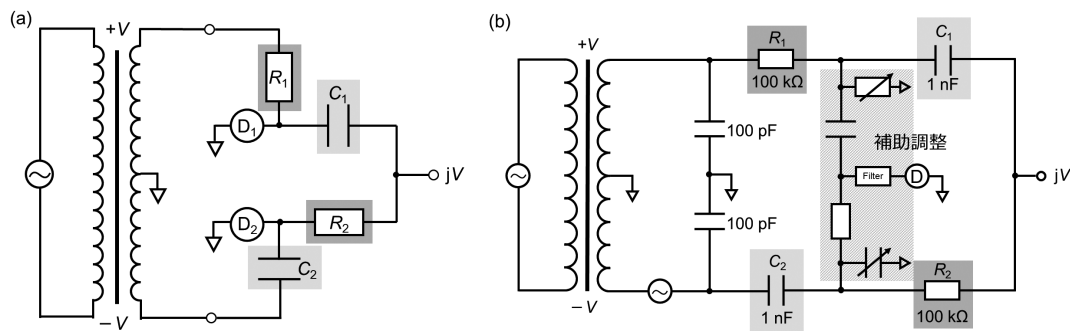 (a)
+V
R₁
C₁
D₁
jV
D₂
R₂
C₂
− V
(b)
+V
R₁
100 kΩ
C₁
1 nF
100 pF
補助調整
Filter
D
jV
100 pF
C₂
1 nF
R₂
100 kΩ
− V